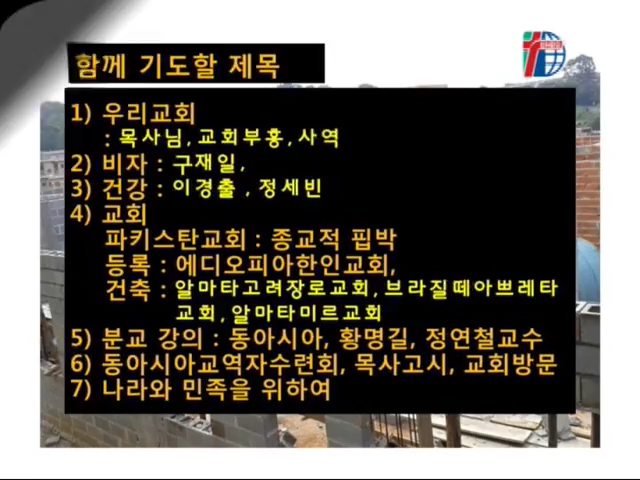 함께 기도할 제목
1) 우리교회
: 목사님, 교회부흥, 사역
2) 비자 : 구재일,
3) 건강 : 이경출 , 정세빈
4) 교회
파키스탄교회 : 종교적 핍박
등록 : 에디오피아한인교회,
건축 : 알마타고려장로교회, 브라질떼아쁘레타
교회, 알마타미르교회
5) 분교 강의 : 동아시아, 황명길, 정연철교수
6) 동아시아교역자수련회, 목사고시, 교회방문
7) 나라와 민족을 위하여